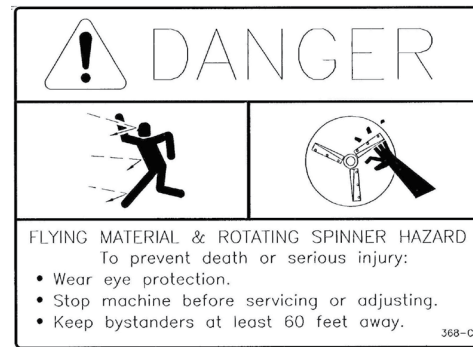 DANGER
FLYING MATERIAL & ROTATING SPINNER HAZARD
To prevent death or serious injury:
• Wear eye protection.
• Stop machine before servicing or adjusting.
• Keep bystanders at least 60 feet away.